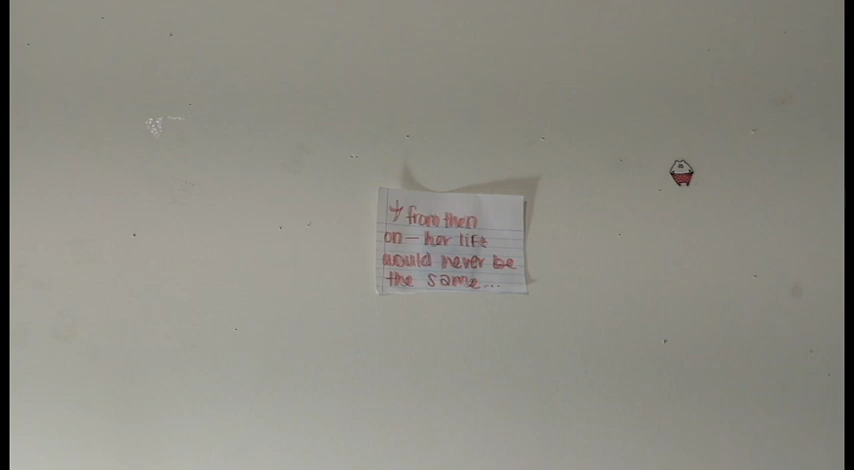 + from then
on — her life
would never be
the same...